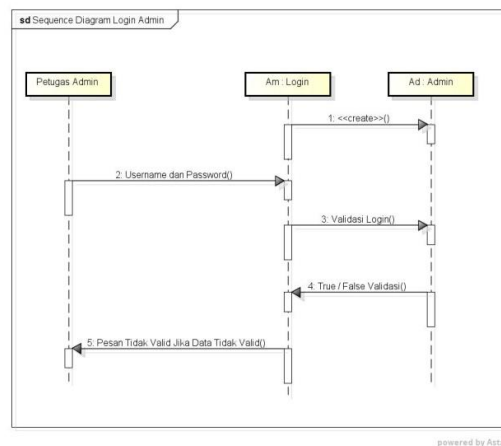 sd Sequence Diagram Login Admin
Petugas Admin
Am : Login
Ad : Admin
1: <<create>>()
2: Username dan Password()
3: Validasi Login()
4: True / False Validasi()
5: Pesan Tidak Valid Jika Data Tidak Valid()
powered by Ast